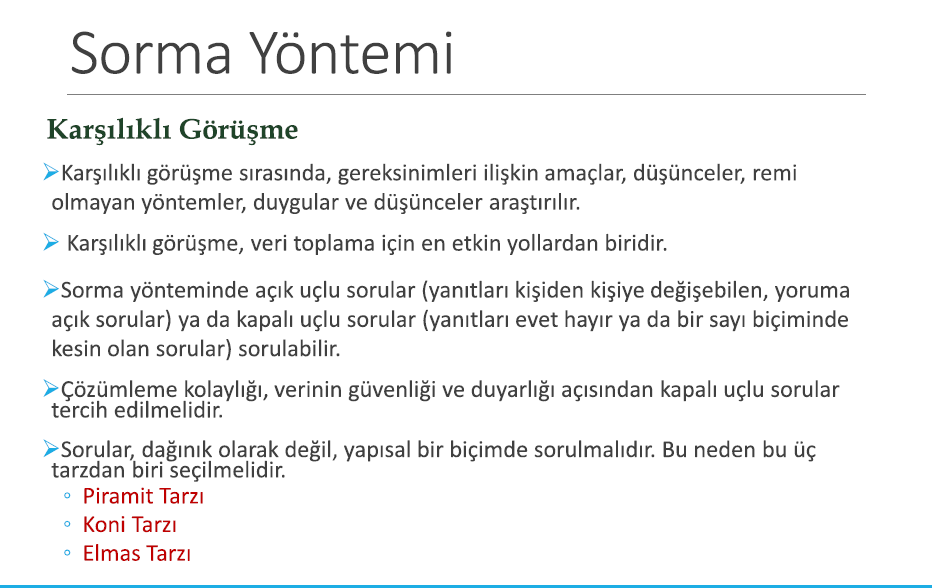 Sorma Yöntemi
Karşılıklı Görüşme
➢Karşılıklı görüşme sırasında, gereksinimleri ilişkin amaçlar, düşünceler, remi
olmayan yöntemler, duygular ve düşünceler araştırılır.
➢ Karşılıklı görüşme, veri toplama için en etkin yollardan biridir.
➢Sorma yönteminde açık uçlu sorular (yanıtları kişiden kişiye değişebilen, yoruma
açık sorular) ya da kapalı uçlu sorular (yanıtları evet hayır ya da bir sayı biçiminde
kesin olan sorular) sorulabilir.
➢Çözümleme kolaylığı, verinin güvenliği ve duyarlığı açısından kapalı uçlu sorular
tercih edilmelidir.
➢Sorular, dağınık olarak değil, yapısal bir biçimde sorulmalıdır. Bu neden bu üç
tarzdan biri seçilmelidir.
◦ Piramit Tarzı
◦ Koni Tarzı
◦ Elmas Tarzı